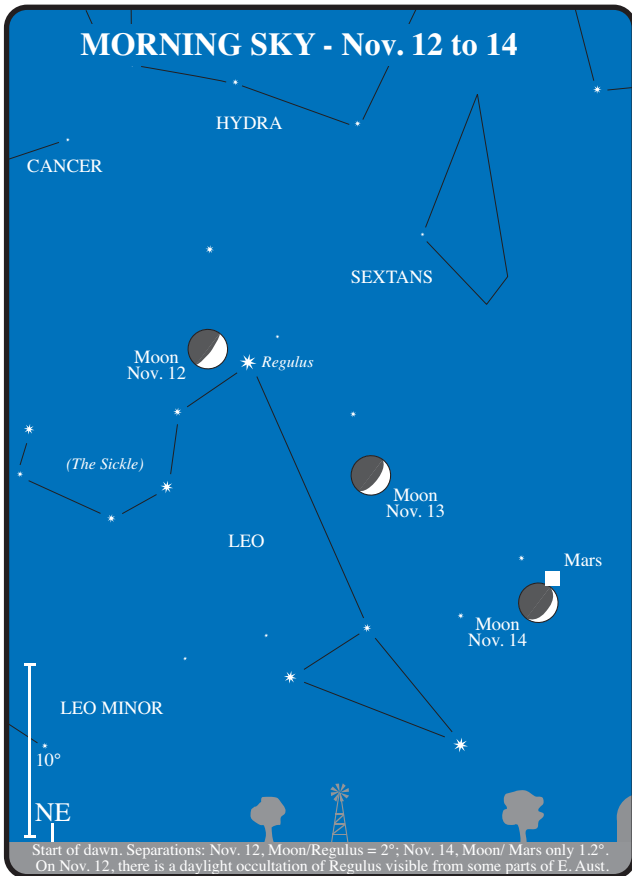 MORNING SKY - Nov. 12 to 14
HYDRA
CANCER
SEXTANS
Moon
Nov. 12
Regulus
(The Sickle)
Moon
Nov. 13
LEO
Mars
Moon
Nov. 14
LEO MINOR
10°
NE
Start of dawn. Separations: Nov. 12, Moon/Regulus = 2°; Nov. 14, Moon/ Mars only 1.2°.
On Nov. 12, there is a daylight occultation of Regulus visible from some parts of E. Aust.